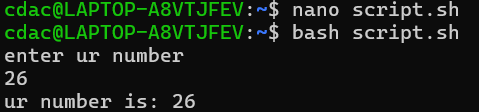 cdac@LAPTOP-A8VTJFEV:~$ nano script.sh
cdac@LAPTOP-A8VTJFEV:~$ bash script.sh
enter ur number
26
ur number is: 26